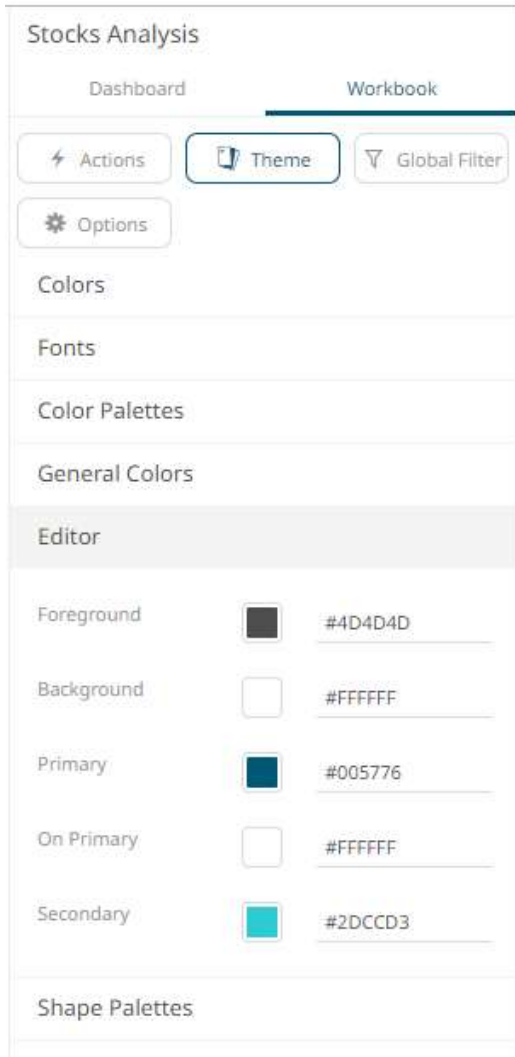 Stocks Analysis
Dashboard Workbook
Actions Theme Global Filter
Options
Colors
Fonts
Color Palettes
General Colors
Editor
Foreground #4D4D4D
Background #FFFFFF
Primary #005776
On Primary #FFFFFF
Secondary #2DCCD3
Shape Palettes